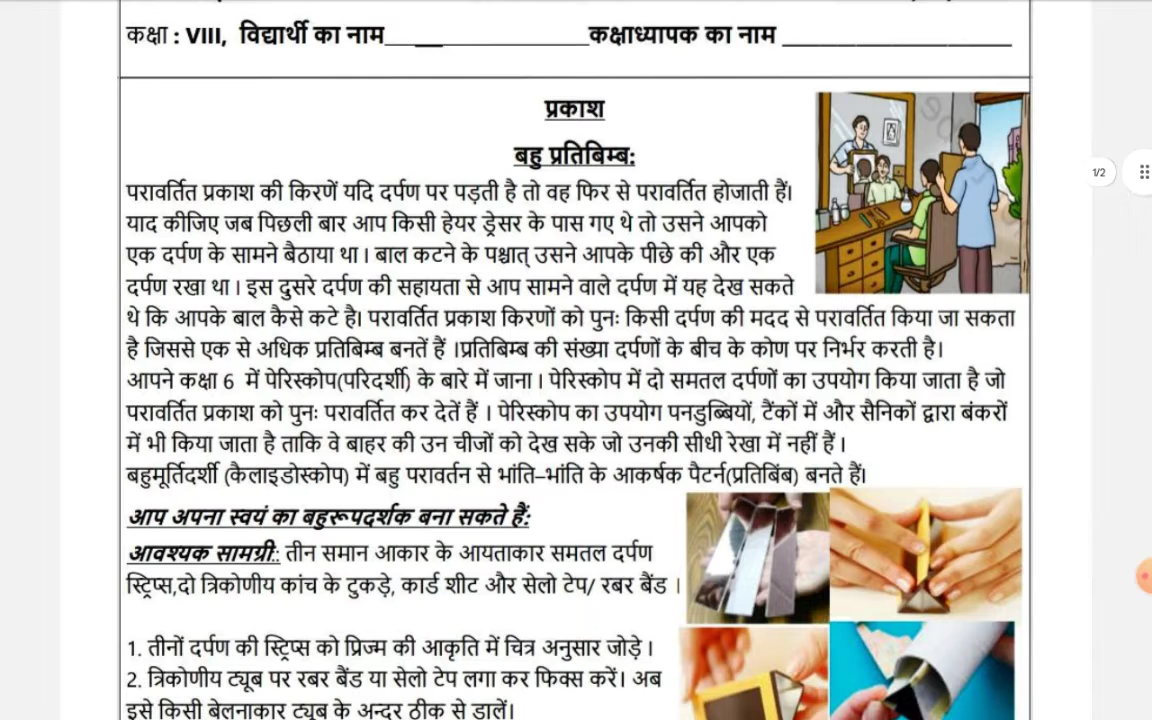 कक्षा : VIII, विद्यार्थी का नाम____ __ _______________कक्षाध्यापक का नाम ____________________
प्रकाश
बहु प्रतिबिम्ब:
परावर्तित प्रकाश की किरणें यदि दर्पण पर पड़ती है तो वह फिर से परावर्तित होजाती हैं।
याद कीजिए जब पिछली बार आप किसी हेयर ड्रेसर के पास गए थे तो उसने आपको
एक दर्पण के सामने बैठाया था । बाल कटने के पश्चात् उसने आपके पीछे की और एक
दर्पण रखा था । इस दुसरे दर्पण की सहायता से आप सामने वाले दर्पण में यह देख सकते
थे कि आपके बाल कैसे कटे है। परावर्तित प्रकाश किरणों को पुनः किसी दर्पण की मदद से परावर्तित किया जा सकता
है जिससे एक से अधिक प्रतिबिम्ब बनतें हैं ।प्रतिबिम्ब की संख्या दर्पणों के बीच के कोण पर निर्भर करती है।
आपने कक्षा 6 में पेरिस्कोप(परिदर्शी) के बारे में जाना । पेरिस्कोप में दो समतल दर्पणों का उपयोग किया जाता है जो
परावर्तित प्रकाश को पुनः परावर्तित कर देतें हैं । पेरिस्कोप का उपयोग पनडुब्बियों, टैंकों में और सैनिकों द्वारा बंकरों
में भी किया जाता है ताकि वे बाहर की उन चीजों को देख सके जो उनकी सीधी रेखा में नहीं हैं ।
बहुमूर्तिदर्शी (कैलाइडोस्कोप) में बहु परावर्तन से भांति–भांति के आकर्षक पैटर्न(प्रतिबिंब) बनते हैं।
आप अपना स्वयं का बहुरूपदर्शक बना सकते हैं:
आवश्यक सामग्री: तीन समान आकार के आयताकार समतल दर्पण
स्ट्रिप्स,दो त्रिकोणीय कांच के टुकड़े, कार्ड शीट और सेलो टेप/ रबर बैंड ।
1. तीनों दर्पण की स्ट्रिप्स को प्रिज्म की आकृति में चित्र अनुसार जोड़े ।
2. त्रिकोणीय ट्यूब पर रबर बैंड या सेलो टेप लगा कर फिक्स करें। अब
इसे किसी बेलनाकार ट्यूब के अन्दर ठीक से डालें।
1/2